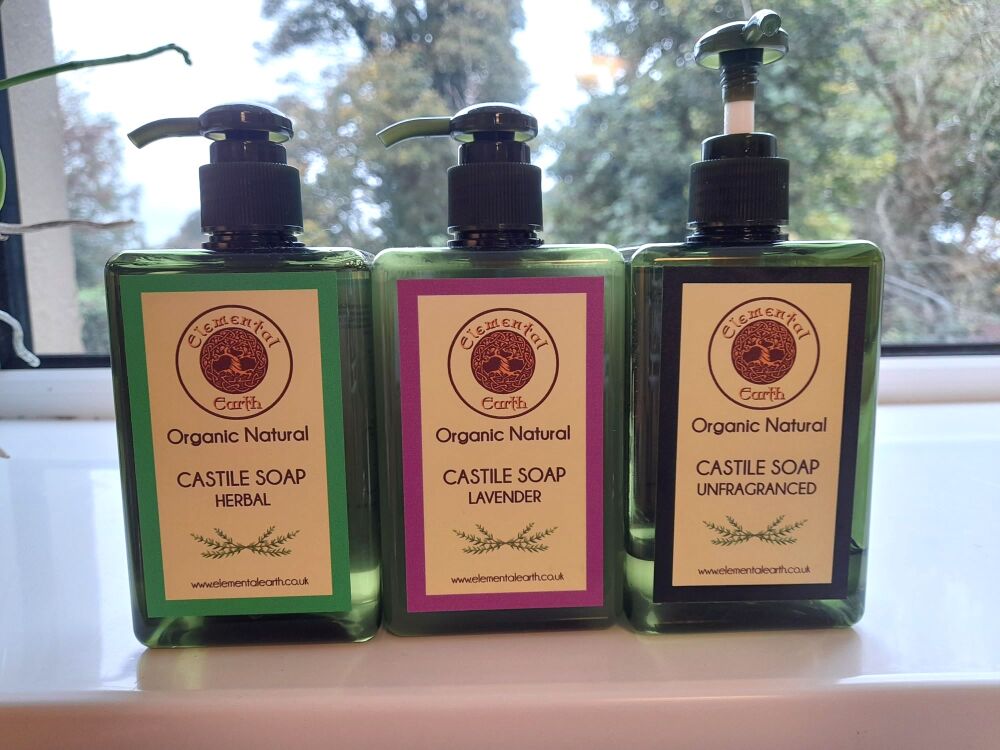 Elemental
Earth
Organic Natural
CASTILE SOAP
HERBAL
www.elementalearth.co.uk
Elemental
Earth
Organic Natural
CASTILE SOAP
LAVENDER
www.elementalearth.co.uk
Elemental
Earth
Organic Natural
CASTILE SOAP
UNFRAGRANCED
www.elementalearth.co.uk